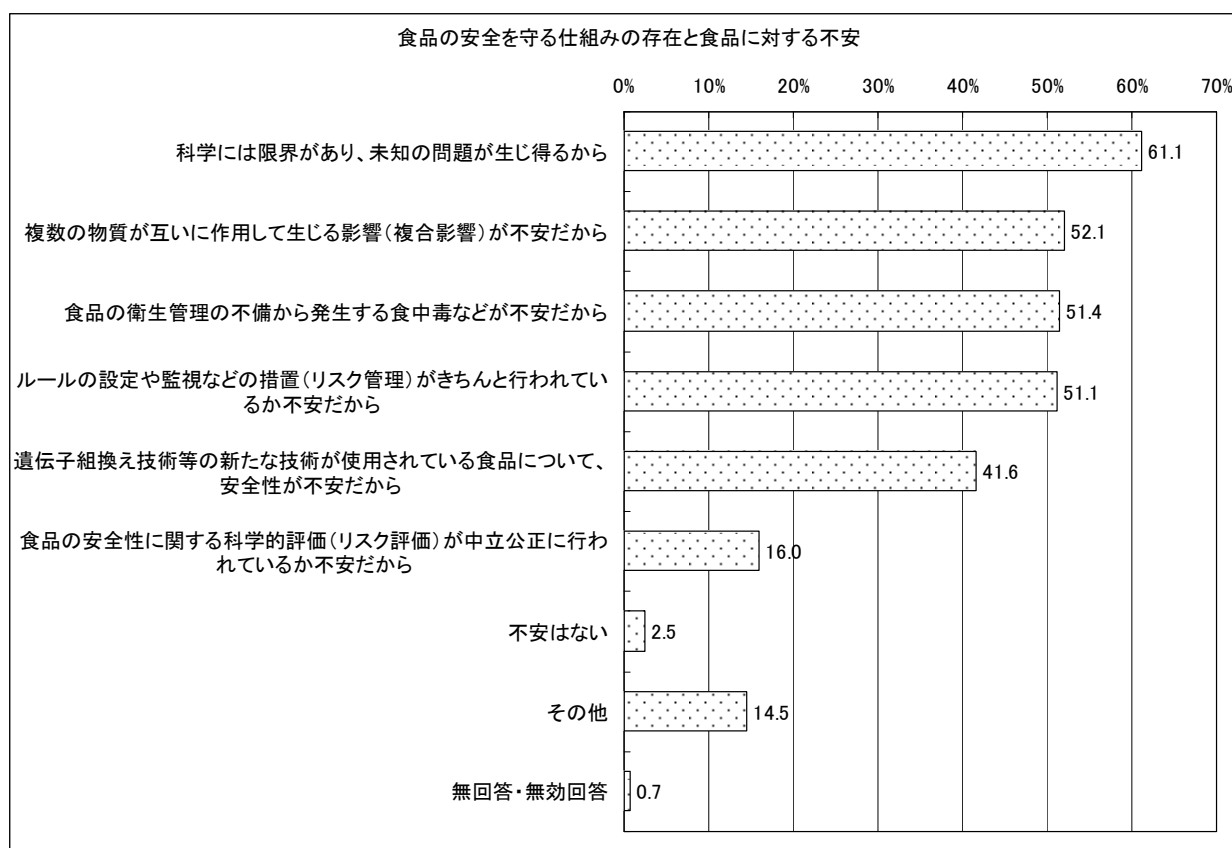 食品の安全を守る仕組みの存在と食品に対する不安
0% 10% 20% 30% 40% 50% 60% 70%
科学には限界があり、未知の問題が生じ得るから 61.1
複数の物質が互いに作用して生じる影響(複合影響)が不安だから 52.1
食品の衛生管理の不備から発生する食中毒などが不安だから 51.4
ルールの設定や監視などの措置(リスク管理)がきちんと行われてい
るか不安だから 51.1
遺伝子組換え技術等の新たな技術が使用されている食品について、
安全性が不安だから 41.6
食品の安全性に関する科学的評価(リスク評価)が中立公正に行わ
れているか不安だから 16.0
不安はない 2.5
その他 14.5
無回答・無効回答 0.7